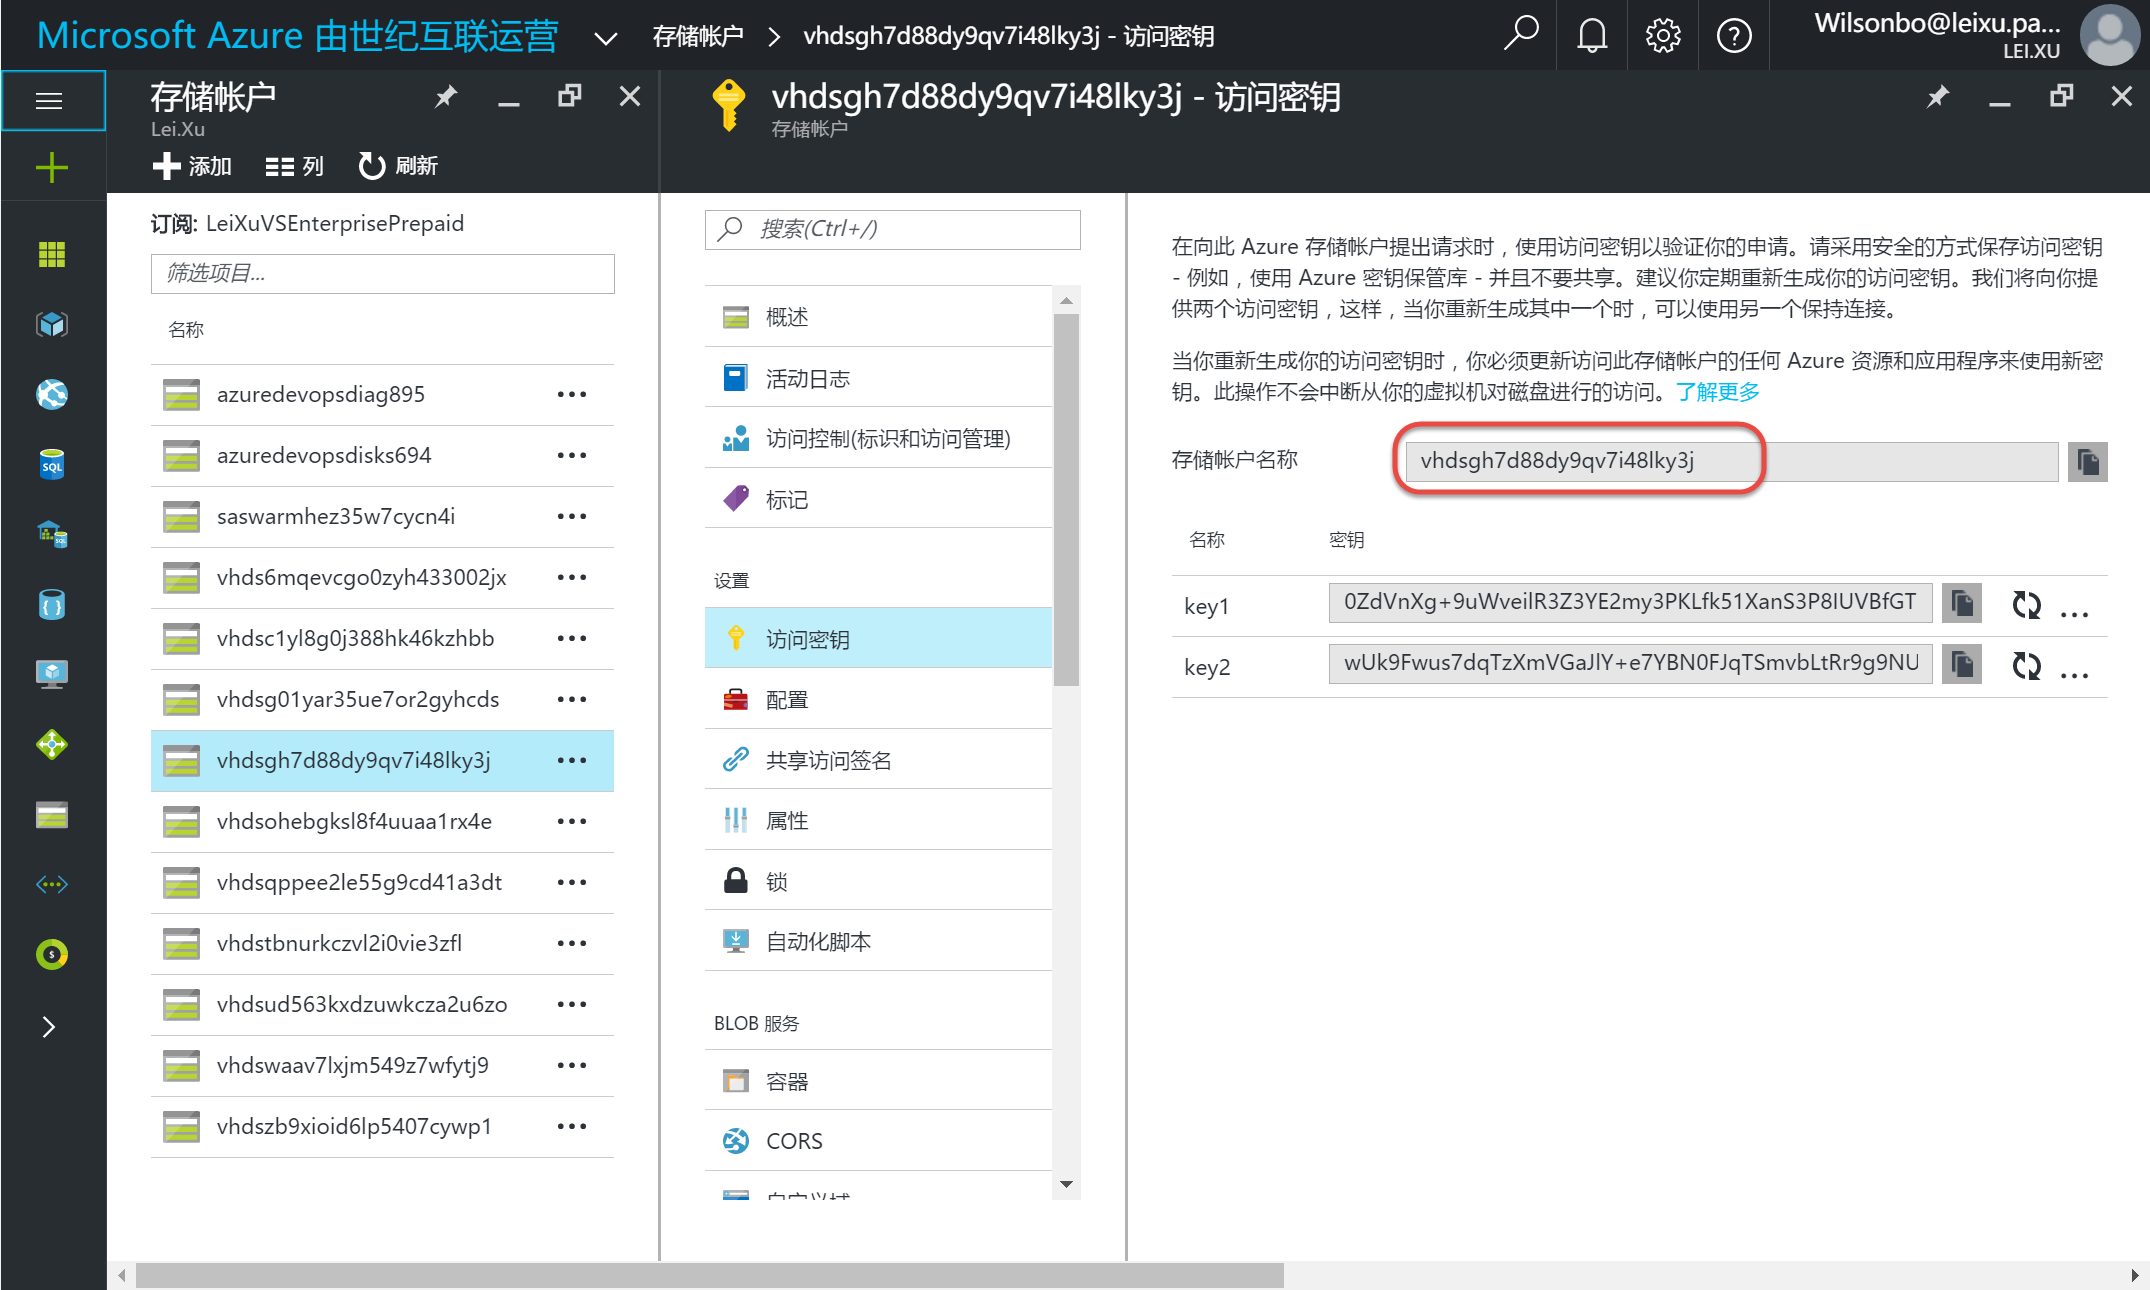 Microsoft Azure 由世纪互联运营
存储帐户 > vhdsgh7d88dy9qv7i48lky3j - 访问密钥
Wilsonbo@leixu.pa...
LEI.XU
存储帐户
Lei.Xu
添加 列 刷新
订阅: LeiXuVSEnterprisePrepaid
筛选项目...
名称
azuredevopsdiag895
azuredevopsdisks694
saswarmhez35w7cycn4i
vhds6mqevcgo0zyh433002jx
vhdsc1yl8g0j388hk46kzhbb
vhdsg01yar35ue7or2gyhcds
vhdsgh7d88dy9qv7i48lky3j
vhdsohebgksl8f4uuaa1rx4e
vhdsqppee2le55g9cd41a3dt
vhdstbnurkczvl2i0vie3zfl
vhdsud563kxdzuwkcza2u6zo
vhdswaav7lxjm549z7wfytj9
vhdszb9xioid6lp5407cywp1
vhdsgh7d88dy9qv7i48lky3j - 访问密钥
存储帐户
搜索(Ctrl+/)
概述
活动日志
访问控制(标识和访问管理)
标记
设置
访问密钥
配置
共享访问签名
属性
锁
自动化脚本
BLOB 服务
容器
CORS
自定义域
在向此 Azure 存储帐户提出请求时，使用访问密钥以验证你的申请。请采用安全的方式保存访问密钥
- 例如，使用 Azure 密钥保管库 - 并且不要共享。建议你定期重新生成你的访问密钥。我们将向你提
供两个访问密钥，这样，当你重新生成其中一个时，可以使用另一个保持连接。
当你重新生成你的访问密钥时，你必须更新访问此存储帐户的任何 Azure 资源和应用程序来使用新密
钥。此操作不会中断从你的虚拟机对磁盘进行的访问。了解更多
存储帐户名称 vhdsgh7d88dy9qv7i48lky3j
名称 密钥
key1 0ZdVnXg+9uWveilR3Z3YE2my3PKLfk51XanS3P8IUVBfGT
key2 wUk9Fwus7dqTzXmVGaJlY+e7YBN0FJqTSmvbLtRr9g9NU